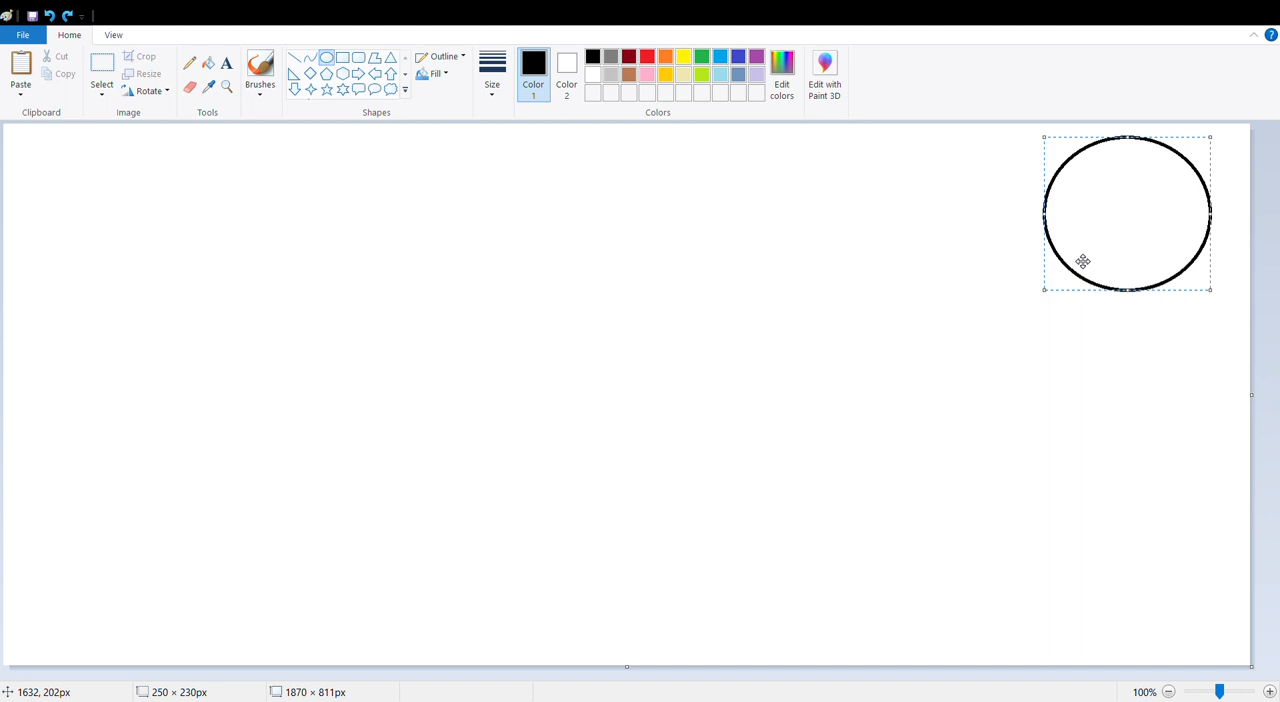 File Home View
Paste Cut Copy
Clipboard
Select Crop Resize Rotate
Image
A
Tools
Brushes
Outline Fill
Shapes
Size
Color 1 Color 2 Edit colors
Colors
Edit with Paint 3D
?
1632, 202px 250 × 230px 1870 × 811px 100%